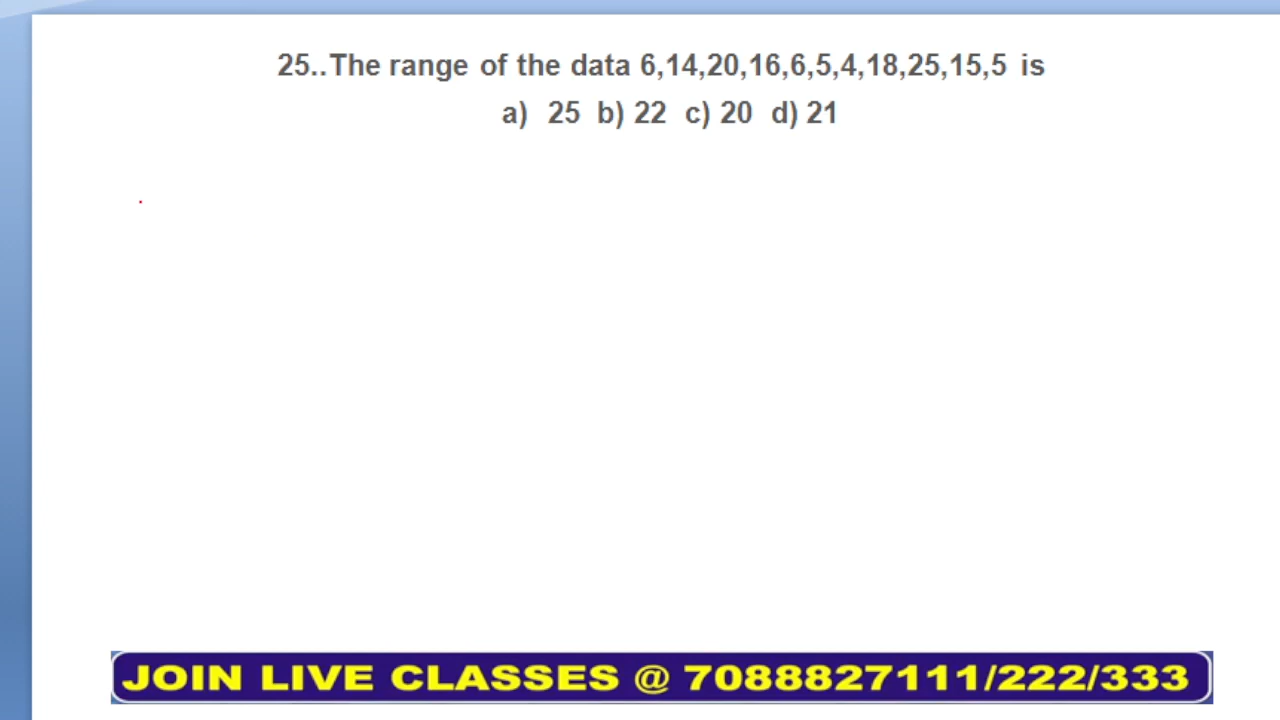 25..The range of the data 6,14,20,16,6,5,4,18,25,15,5 is
a) 25 b) 22 c) 20 d) 21
JOIN LIVE CLASSES @ 7088827111/222/333